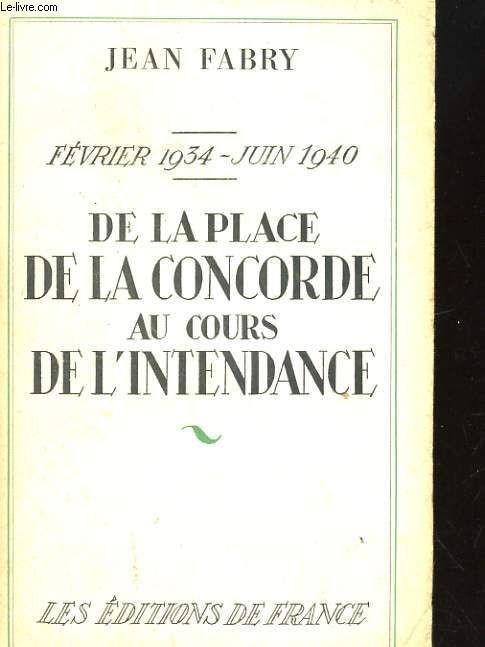 Le-livre.com
JEAN FABRY
FÉVRIER 1934 - JUIN 1940
DE LA PLACE
DE LA CONCORDE
AU COURS
DE L'INTENDANCE
LES ÉDITIONS DE FRANCE